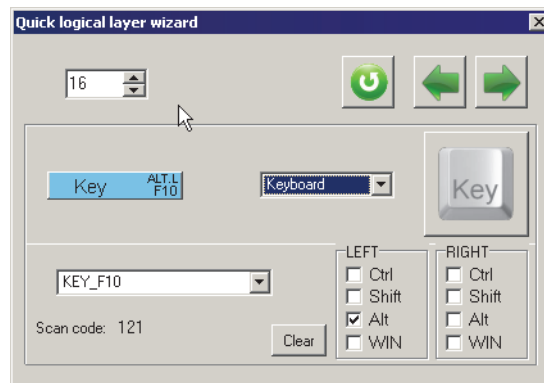 Quick logical layer wizard
16
Key ALT.L
F10
Keyboard
Key
KEY_F10
Scan code: 121
Clear
LEFT
Ctrl
Shift
Alt
WIN
RIGHT
Ctrl
Shift
Alt
WIN